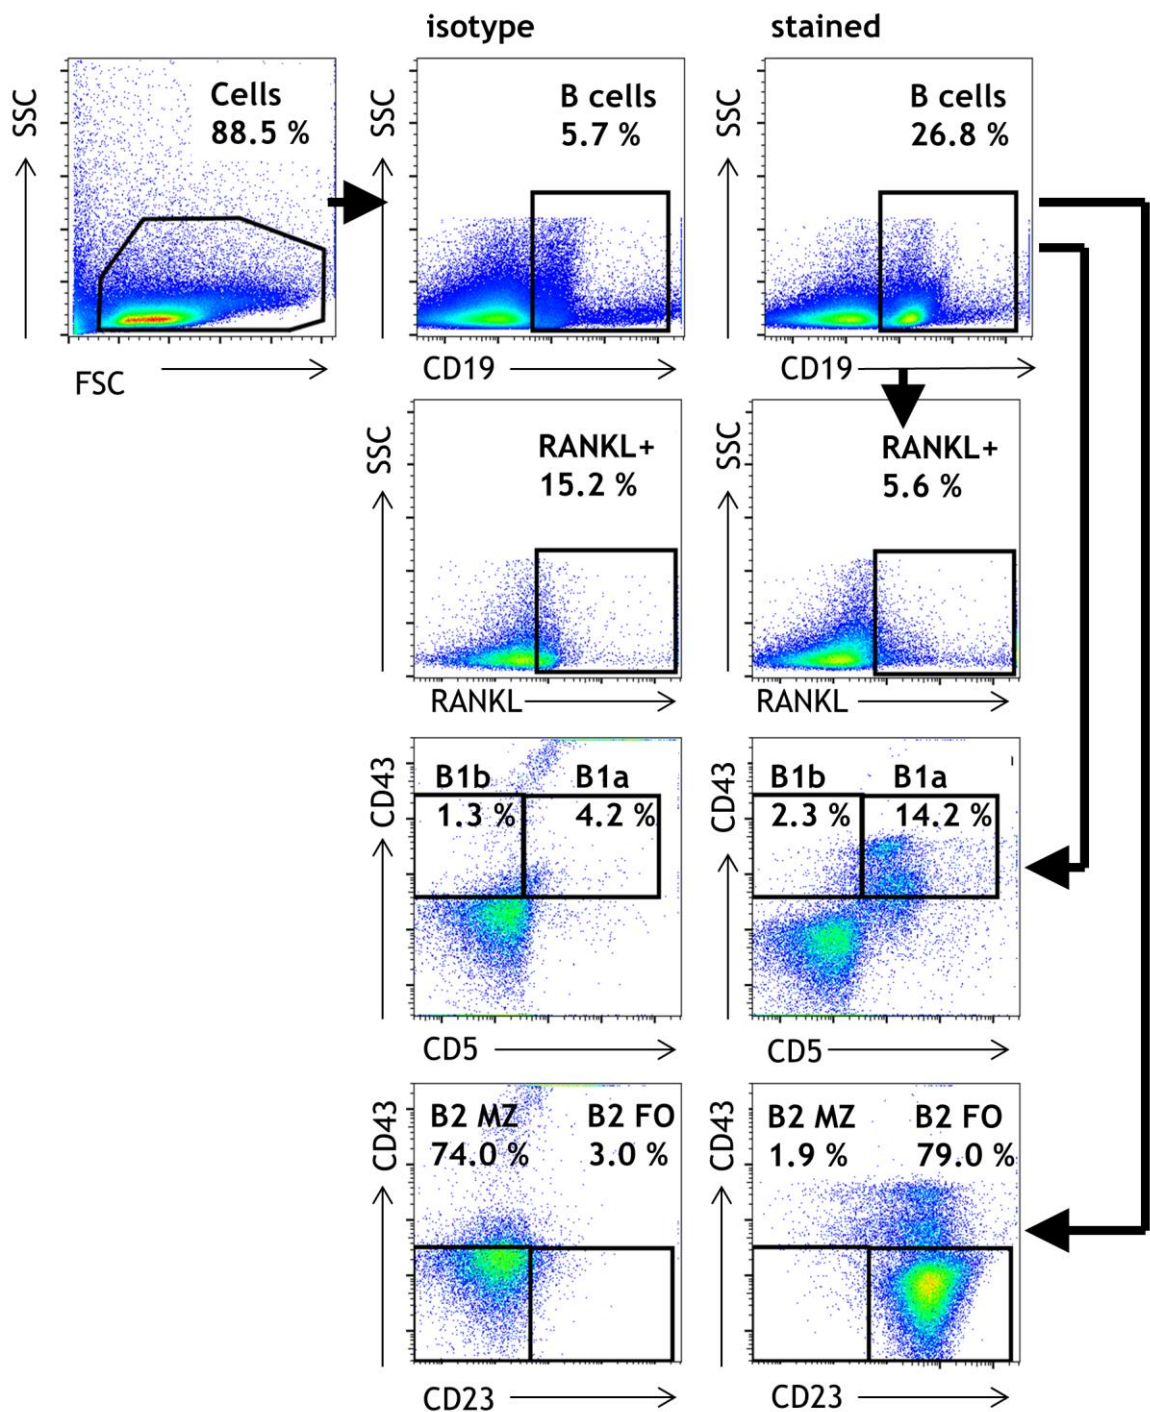 isotype
stained
SSC
Cells
88.5 %
FSC
SSC
B cells
5.7 %
CD19
SSC
B cells
26.8 %
CD19
SSC
RANKL+
15.2 %
RANKL
SSC
RANKL+
5.6 %
RANKL
CD43
B1b
1.3 %
B1a
4.2 %
CD5
CD43
B1b
2.3 %
B1a
14.2 %
CD5
CD43
B2 MZ
74.0 %
B2 FO
3.0 %
CD23
CD43
B2 MZ
1.9 %
B2 FO
79.0 %
CD23